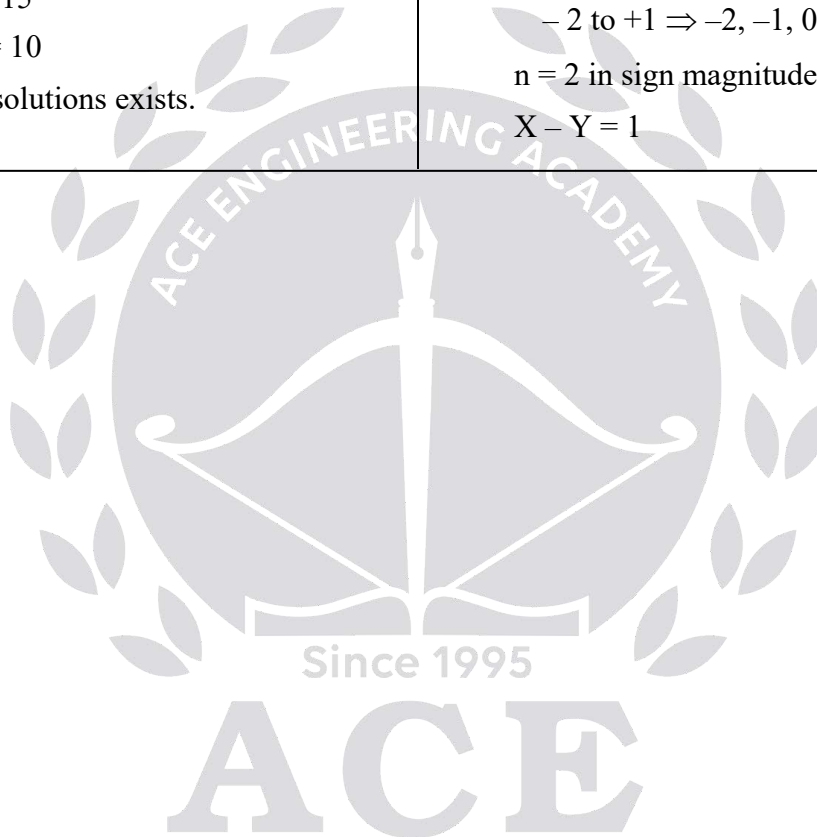 = 10
solutions exists.
– 2 to +1 ⇒ –2, –1, 0
n = 2 in sign magnitude
X – Y = 1
ACE ENGINEERING ACADEMY
Since 1995
ACE